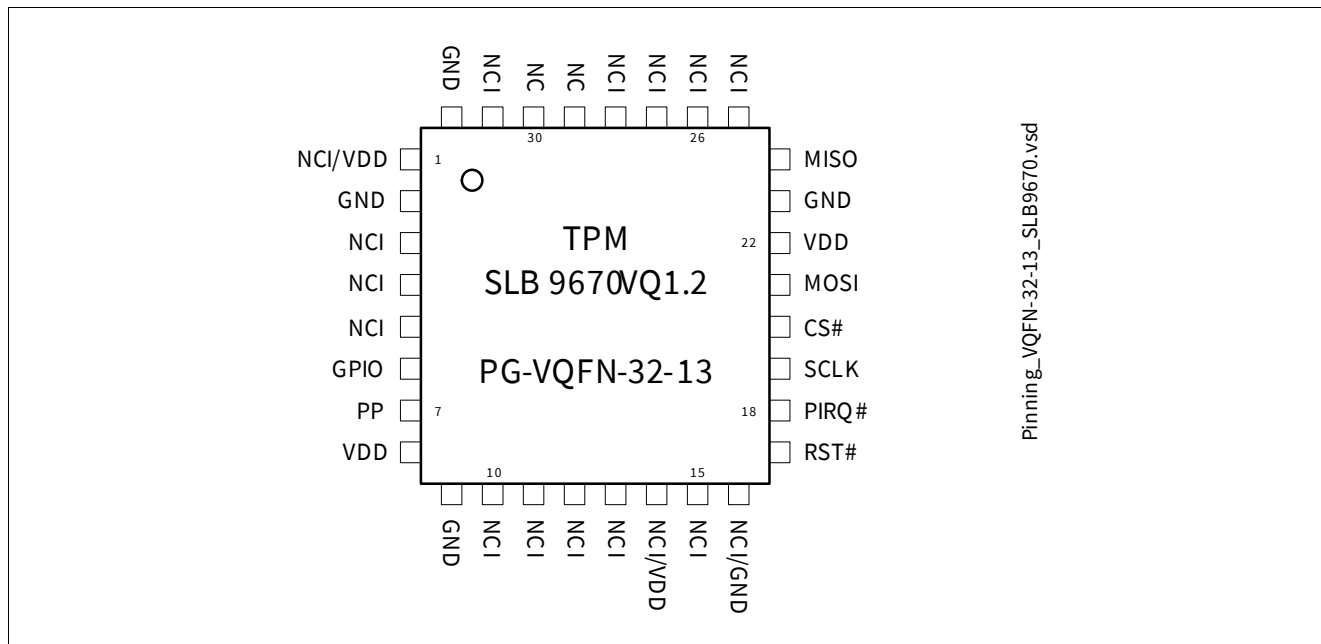 GND
NCI
NC
NC
NCI
NCI
NCI
NCI
30
26
NCI/VDD
1
MISO
GND
GND
NCI
22
VDD
TPM
NCI
MOSI
SLB 9670VQ1.2
NCI
CS#
GPIO
SCLK
PG-VQFN-32-13
PP
7
18
PIRQ#
VDD
RST#
10
15
GND
NCI
NCI
NCI
NCI
NCI/VDD
NCI
NCI/GND
Pinning_VQFN-32-13_SLB9670.vsd